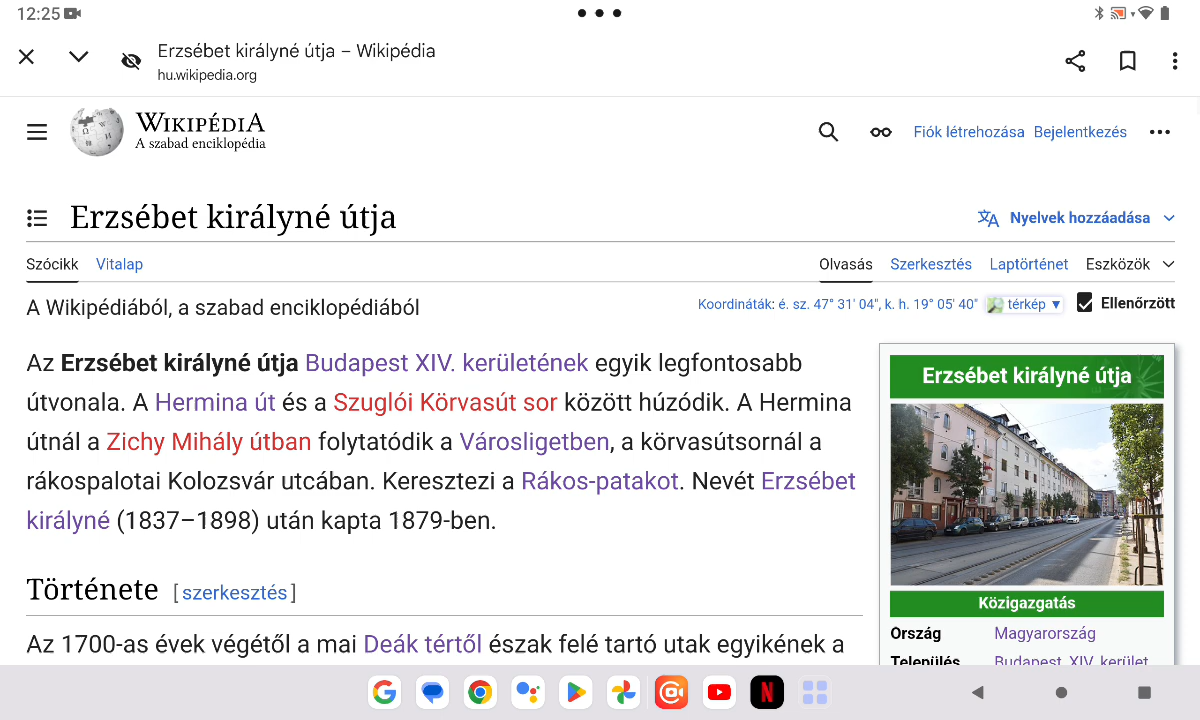 12:25
Erzsébet királyné útja – Wikipédia
hu.wikipedia.org
WIKIPÉDIA
A szabad enciklopédia
Fiók létrehozása Bejelentkezés
Erzsébet királyné útja
Nyelvek hozzáadása
Szócikk Vitalap
Olvasás Szerkesztés Laptörténet Eszközök
A Wikipédiából, a szabad enciklopédiából
Koordináták: é. sz. 47° 31′ 04″, k. h. 19° 05′ 40″ térkép ▼ Ellenőrzött
Az Erzsébet királyné útja Budapest XIV. kerületének egyik legfontosabb
útvonala. A Hermina út és a Szuglói Körvasút sor között húzódik. A Hermina
útnál a Zichy Mihály útban folytatódik a Városligetben, a körvasútsornál a
rákospalotai Kolozsvár utcában. Keresztezi a Rákos-patakot. Nevét Erzsébet
királyné (1837–1898) után kapta 1879-ben.
Története [szerkesztés]
Az 1700-as évek végétől a mai Deák tértől észak felé tartó utak egyikének a
Erzsébet királyné útja
Közigazgatás
Ország Magyarország
Település Budapest XIV. kerület